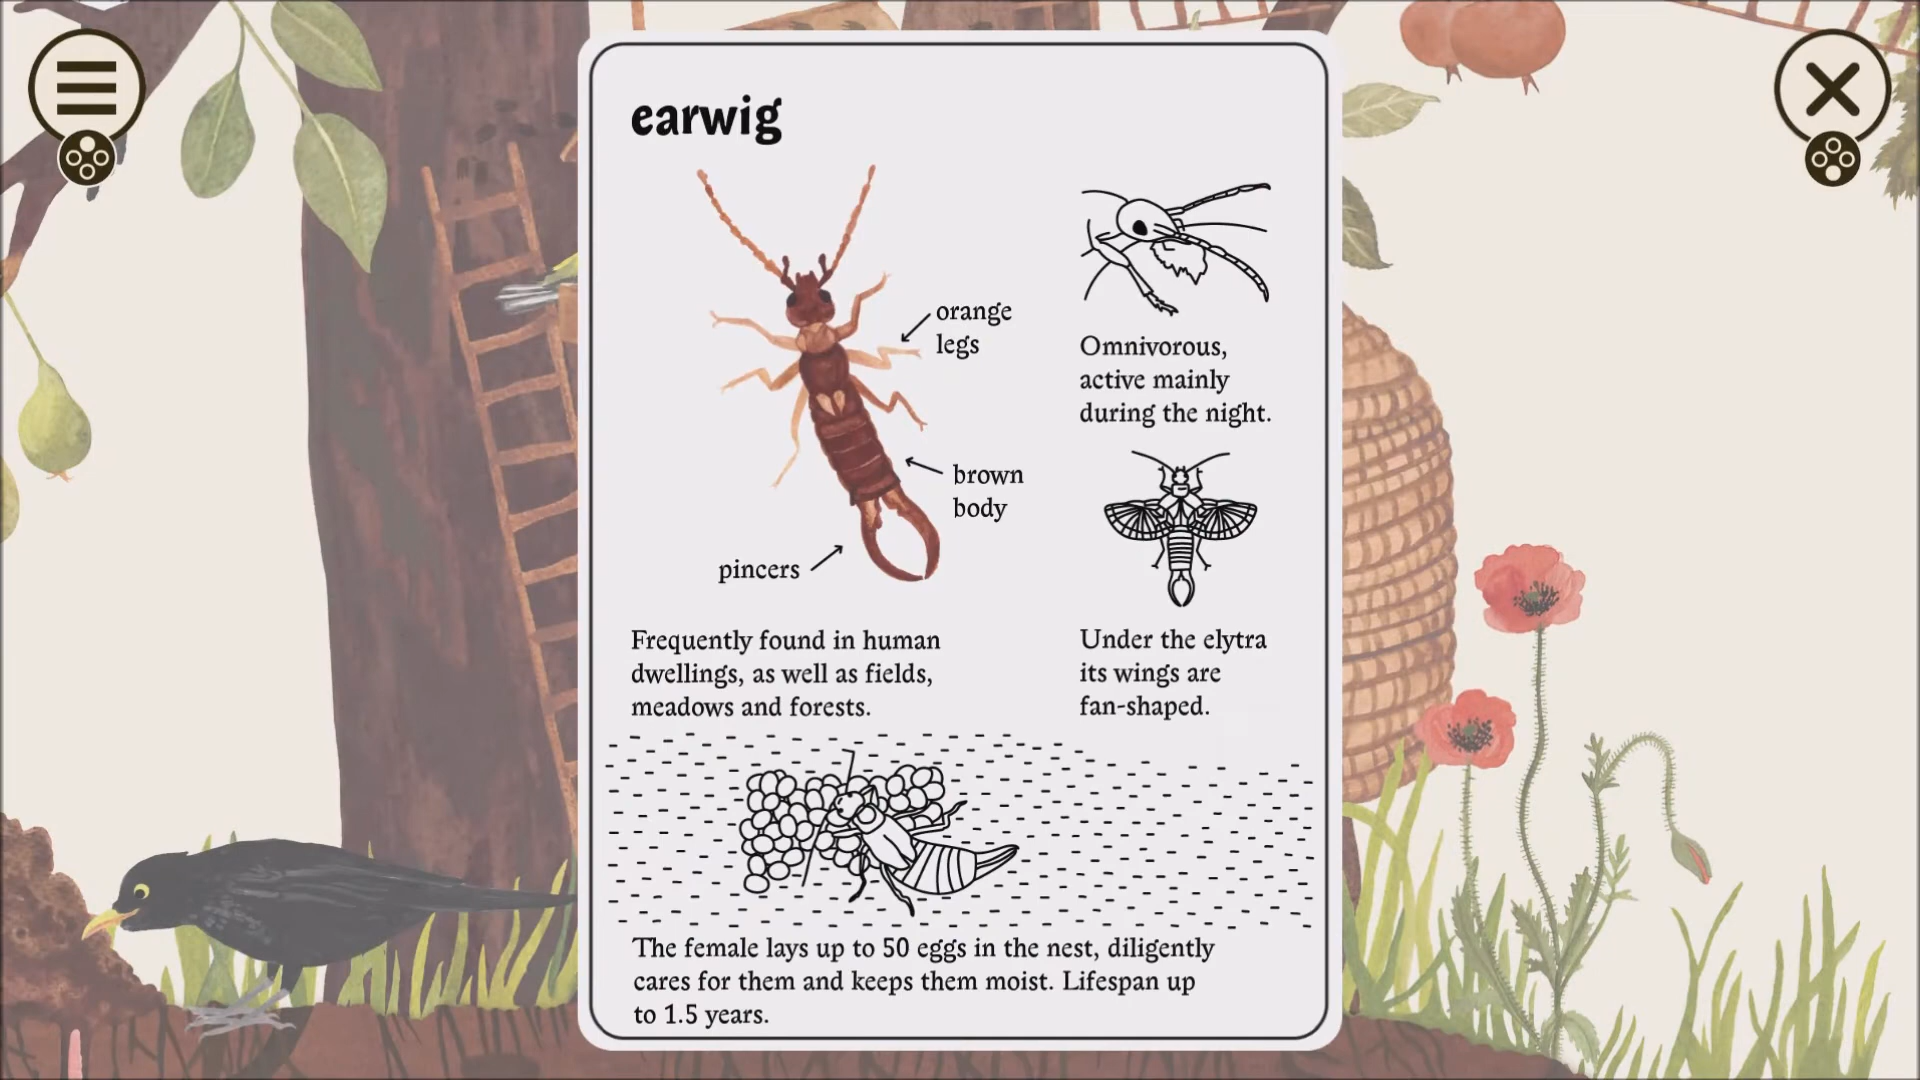 earwig
orange
legs
brown
body
pincers
Frequently found in human
dwellings, as well as fields,
meadows and forests.
Omnivorous,
active mainly
during the night.
Under the elytra
its wings are
fan-shaped.
The female lays up to 50 eggs in the nest, diligently
cares for them and keeps them moist. Lifespan up
to 1.5 years.